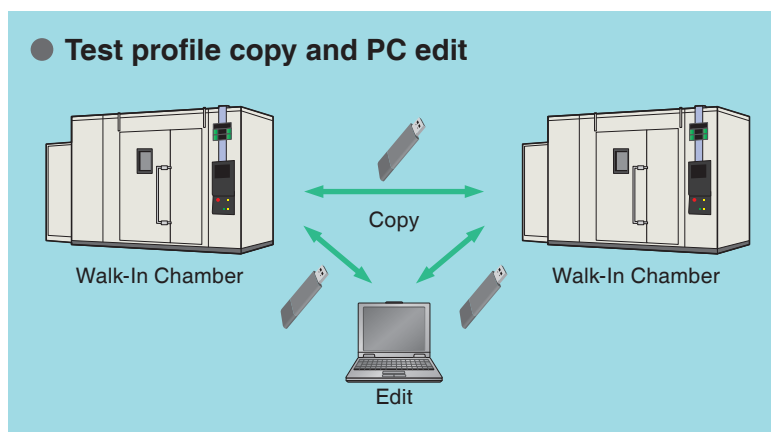 ● Test profile copy and PC edit
Copy
Walk-In Chamber
Walk-In Chamber
Edit